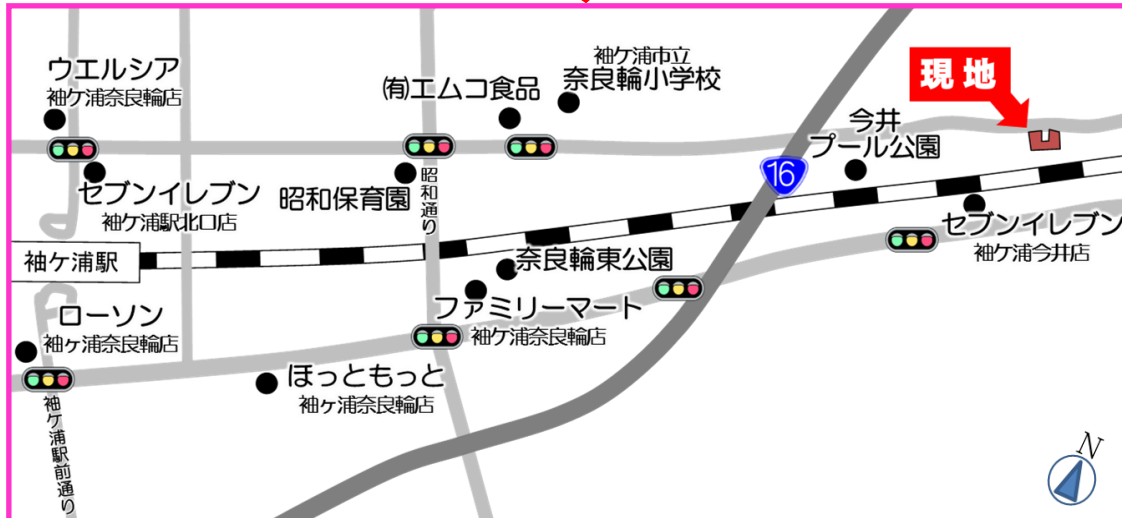 ウエルシア
袖ケ浦奈良輪店
(有)エムコ食品
袖ケ浦市立
奈良輪小学校
現地
今井
プール公園
16
セブンイレブン
袖ケ浦駅北口店
昭和保育園
昭和通り
セブンイレブン
袖ケ浦今井店
袖ケ浦駅
奈良輪東公園
ローソン
袖ヶ浦奈良輪店
ファミリーマート
袖ケ浦奈良輪店
ほっともっと
袖ヶ浦奈良輪店
袖ケ浦駅前通り
N